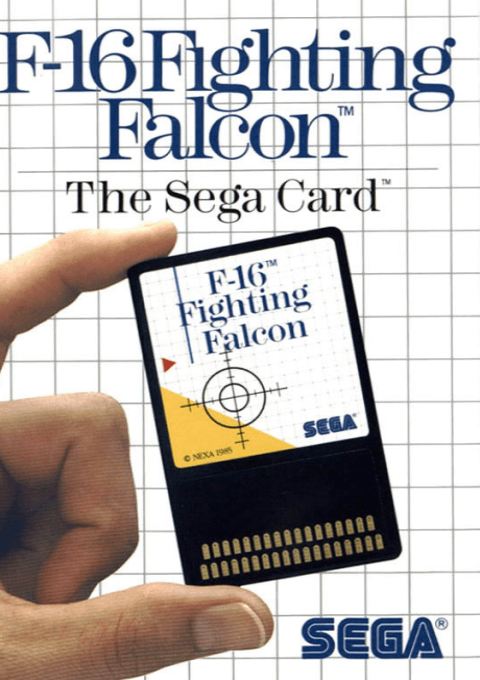 F-16 Fighting
Falcon™
The Sega Card™
F-16™
Fighting
Falcon
SEGA®
© NEXA 1985
SEGA®